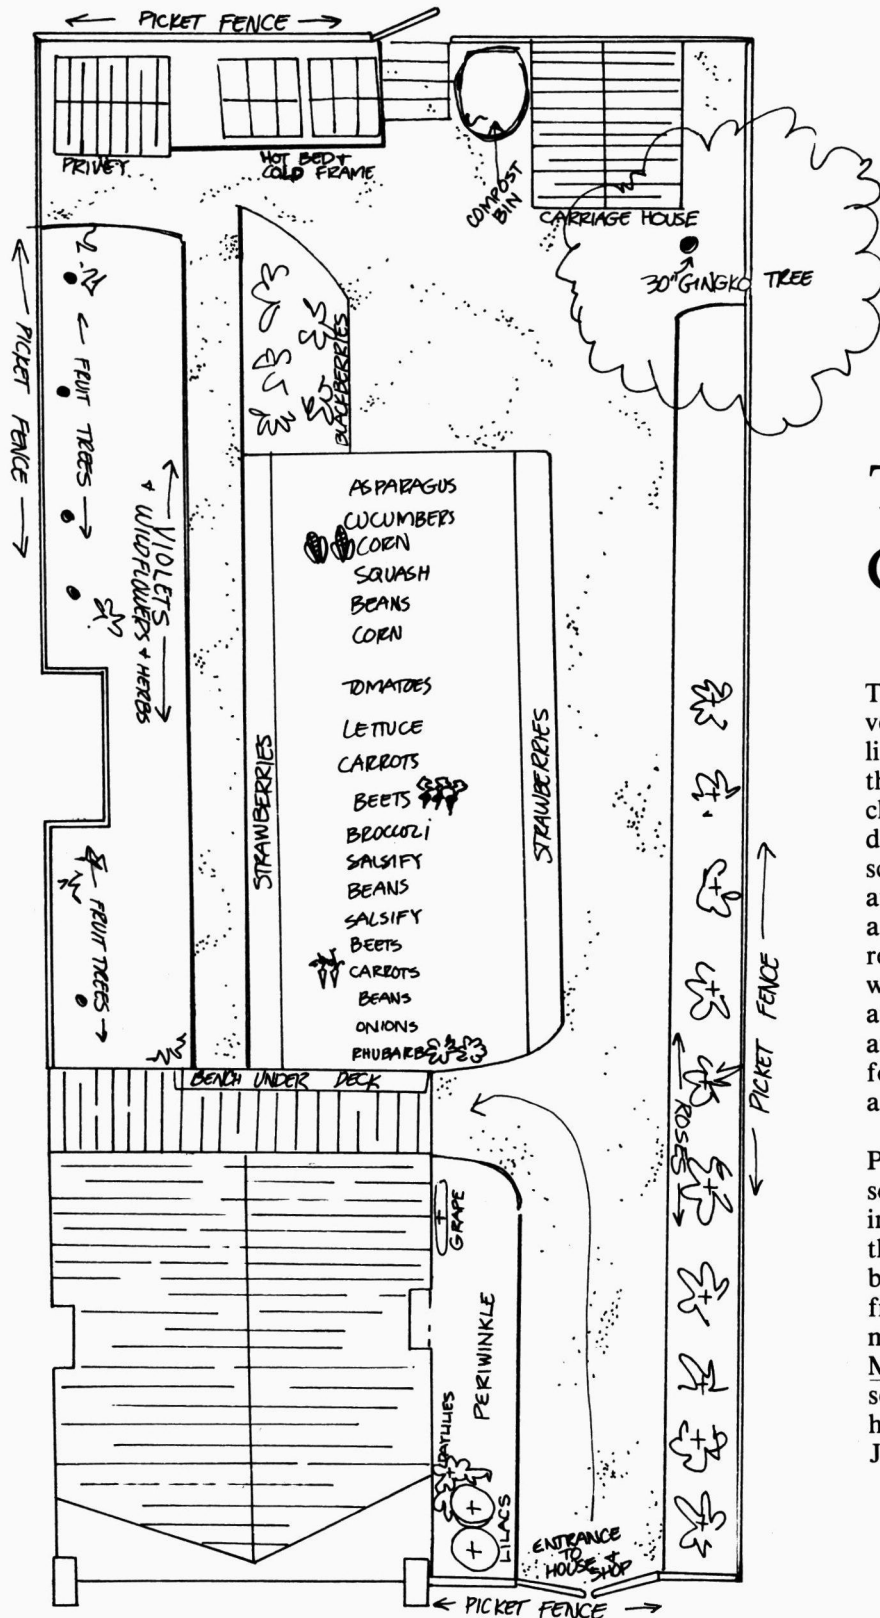 PICKET FENCE
PRIVEY
HOT BED &
COLD FRAME
COMPOST
BIN
CARRIAGE HOUSE
30" GINGKO TREE
PICKET FENCE
FRUIT TREES
VIOLETS
& WILDFLOWERS & HERBS
BLACKBERRIES
ASPARAGUS
CUCUMBERS
CORN
SQUASH
BEANS
CORN
TOMATOES
LETTUCE
CARROTS
BEETS
BROCCOLI
SALSIFY
BEANS
SALSIFY
BEETS
CARROTS
BEANS
ONIONS
RHUBARB
STRAWBERRIES
STRAWBERRIES
FRUIT TREES
PICKET FENCE
ROSES
BENCH UNDER DECK
GRAPE
PERIWINKLE
DAYLILIES
LILACS
ENTRANCE
TO
HOUSE &
SHOP
PICKET FENCE